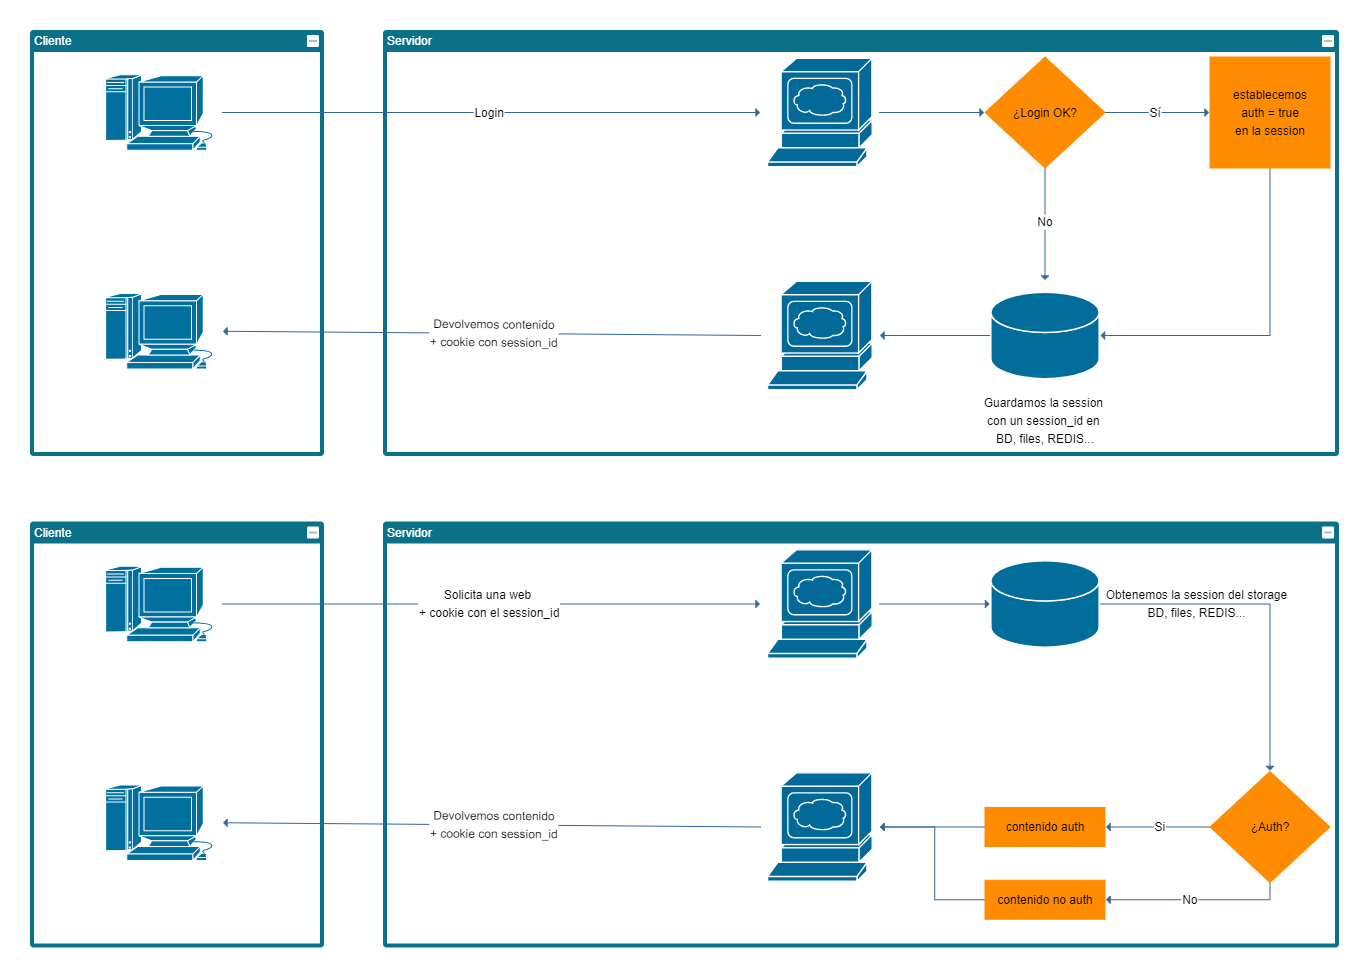 Cliente
Servidor
Login
¿Login OK?
Sí
establecemos
auth = true
en la session
No
Devolvemos contenido
+ cookie con session_id
Guardamos la session
con un session_id en
BD, files, REDIS...
Cliente
Servidor
Solicita una web
+ cookie con el session_id
Obtenemos la session del storage
BD, files, REDIS...
Devolvemos contenido
+ cookie con session_id
contenido auth
Si
¿Auth?
contenido no auth
No